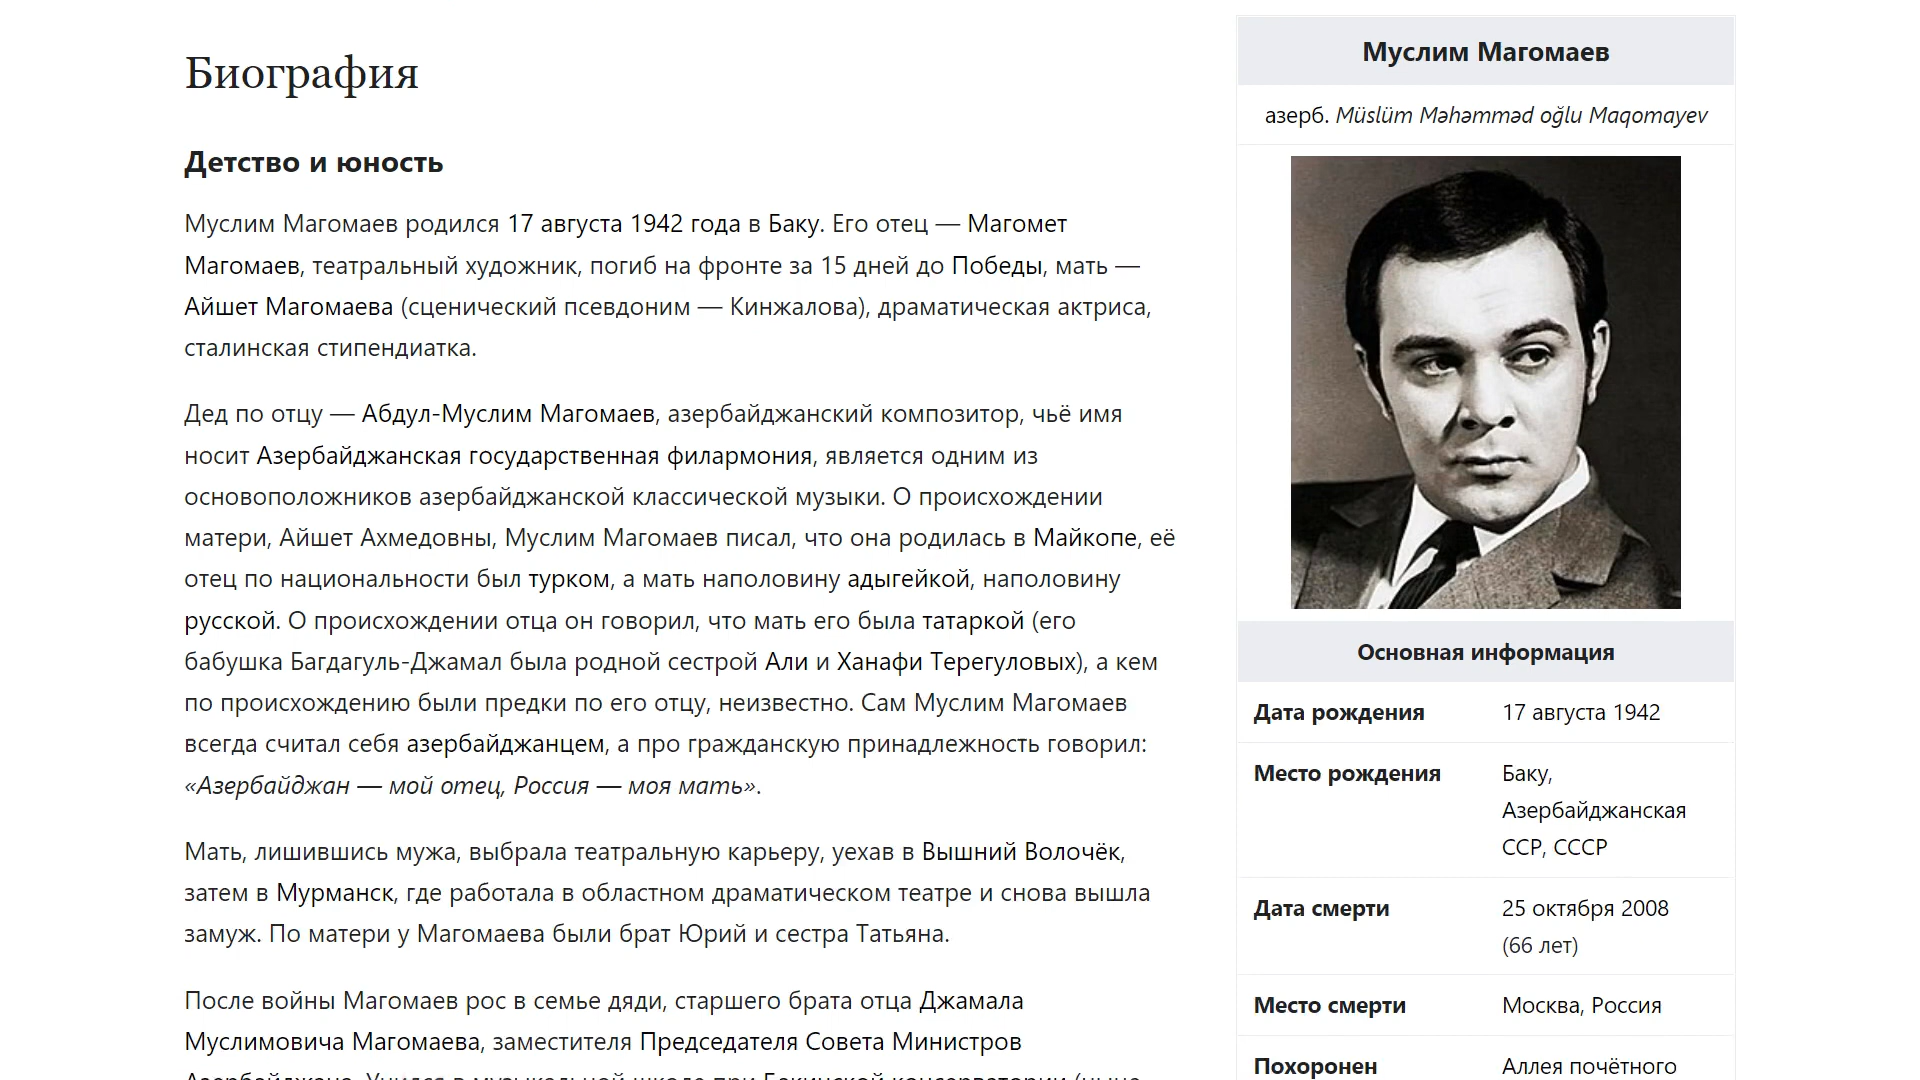 Биография
Детство и юность
Муслим Магомаев родился 17 августа 1942 года в Баку. Его отец — Магомет
Магомаев, театральный художник, погиб на фронте за 15 дней до Победы, мать —
Айшет Магомаева (сценический псевдоним — Кинжалова), драматическая актриса,
сталинская стипендиатка.
Дед по отцу — Абдул-Муслим Магомаев, азербайджанский композитор, чьё имя
носит Азербайджанская государственная филармония, является одним из
основоположников азербайджанской классической музыки. О происхождении
матери, Айшет Ахмедовны, Муслим Магомаев писал, что она родилась в Майкопе, её
отец по национальности был турком, а мать наполовину адыгейкой, наполовину
русской. О происхождении отца он говорил, что мать его была татаркой (его
бабушка Багдагуль-Джамал была родной сестрой Али и Ханафи Терегуловых), а кем
по происхождению были предки по его отцу, неизвестно. Сам Муслим Магомаев
всегда считал себя азербайджанцем, а про гражданскую принадлежность говорил:
«Азербайджан — мой отец, Россия — моя мать».
Мать, лишившись мужа, выбрала театральную карьеру, уехав в Вышний Волочёк,
затем в Мурманск, где работала в областном драматическом театре и снова вышла
замуж. По матери у Магомаева были брат Юрий и сестра Татьяна.
После войны Магомаев рос в семье дяди, старшего брата отца Джамала
Муслимовича Магомаева, заместителя Председателя Совета Министров
Азербайджана. Учился в музыкальной школе при Бакинской консерватории (ныне
Муслим Магомаев
азерб. Müslüm Məhəmməd oğlu Maqomayev
Основная информация
Дата рождения 17 августа 1942
Место рождения Баку,
Азербайджанская
ССР, СССР
Дата смерти 25 октября 2008
(66 лет)
Место смерти Москва, Россия
Похоронен Аллея почётного